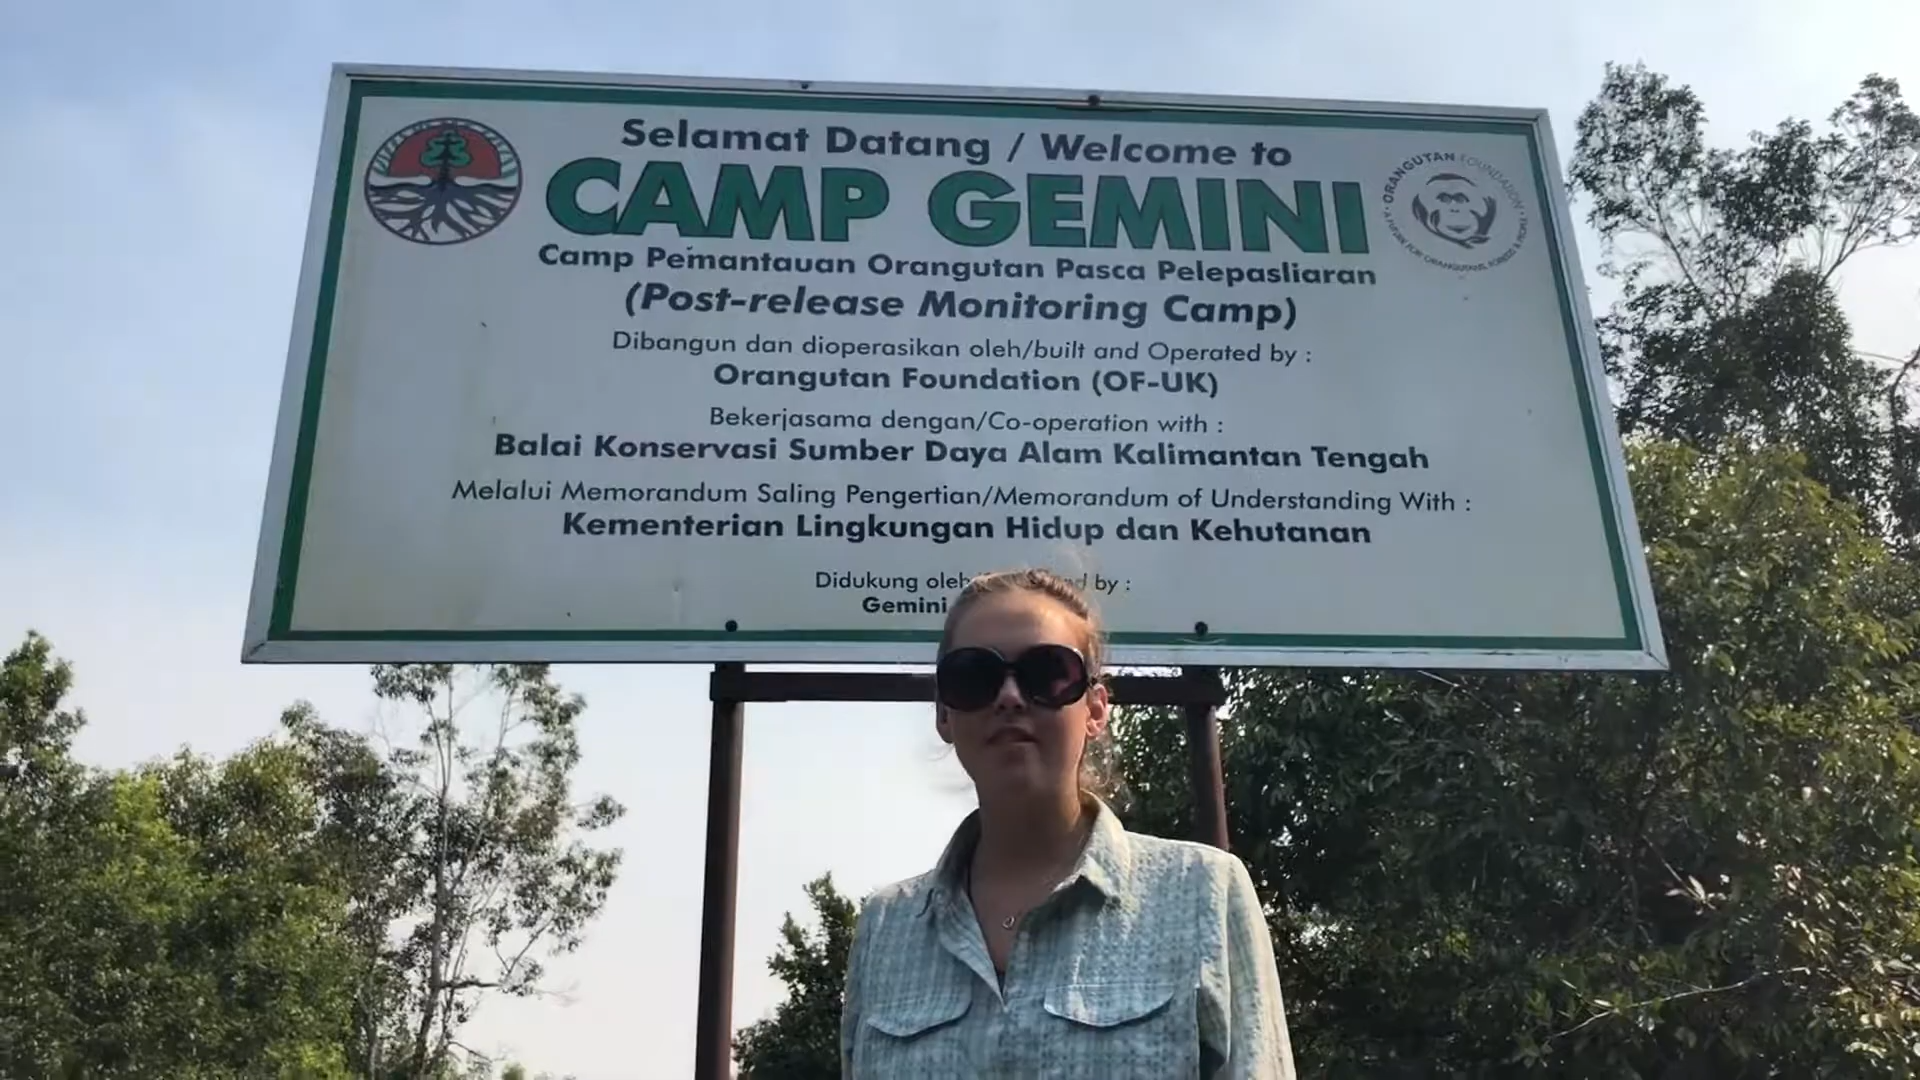 Selamat Datang / Welcome to
CAMP GEMINI
Camp Pemantauan Orangutan Pasca Pelepasliaran
(Post-release Monitoring Camp)
Dibangun dan dioperasikan oleh/built and Operated by :
Orangutan Foundation (OF-UK)
Bekerjasama dengan/Co-operation with :
Balai Konservasi Sumber Daya Alam Kalimantan Tengah
Melalui Memorandum Saling Pengertian/Memorandum of Understanding With :
Kementerian Lingkungan Hidup dan Kehutanan
Didukung oleh by :
Gemini
ORANGUTAN FOUNDATION